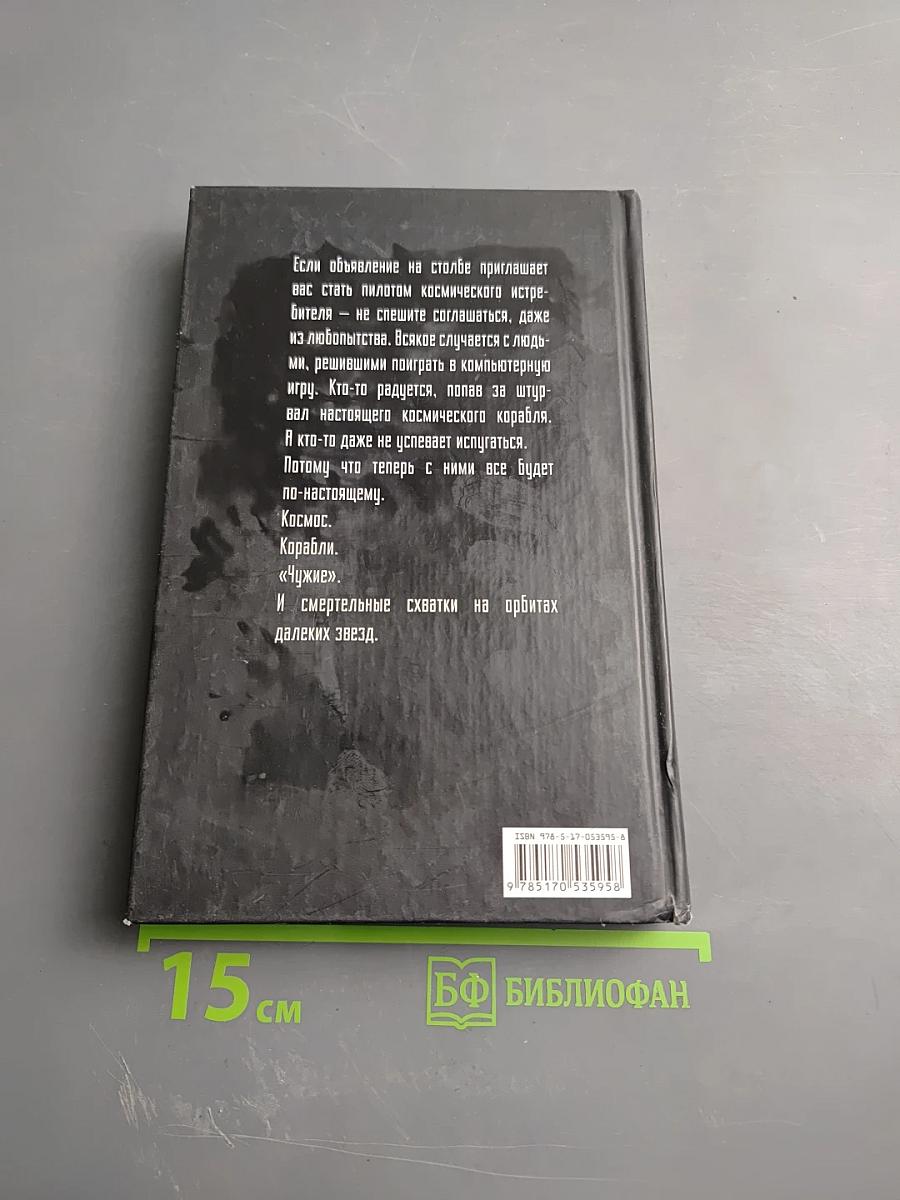 Если объявление на столбе приглашает
вас стать пилотом космического истре-
бителя — не спешите соглашаться, даже
из любопытства. Всякое случается с людь-
ми, решившими поиграть в компьютерную
игру. Кто-то радуется, попав за штур-
вал настоящего космического корабля.
А кто-то даже не успевает испугаться.
Потому что теперь с ними все будет
по-настоящему.
Космос.
Корабли.
«Чужие».
И смертельные схватки на орбитах
далеких звезд.
ISBN 978-5-17-053595-8
9 785170 535958
15 см
БФ БИБЛИОФАН